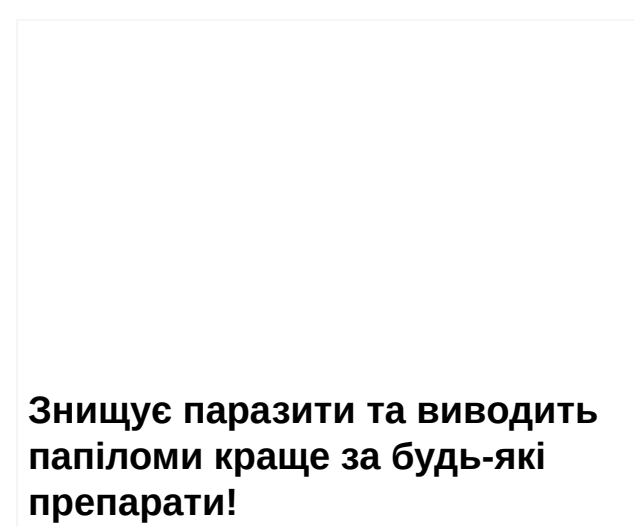 Знищує паразити та виводить
папіломи краще за будь-які
препарати!